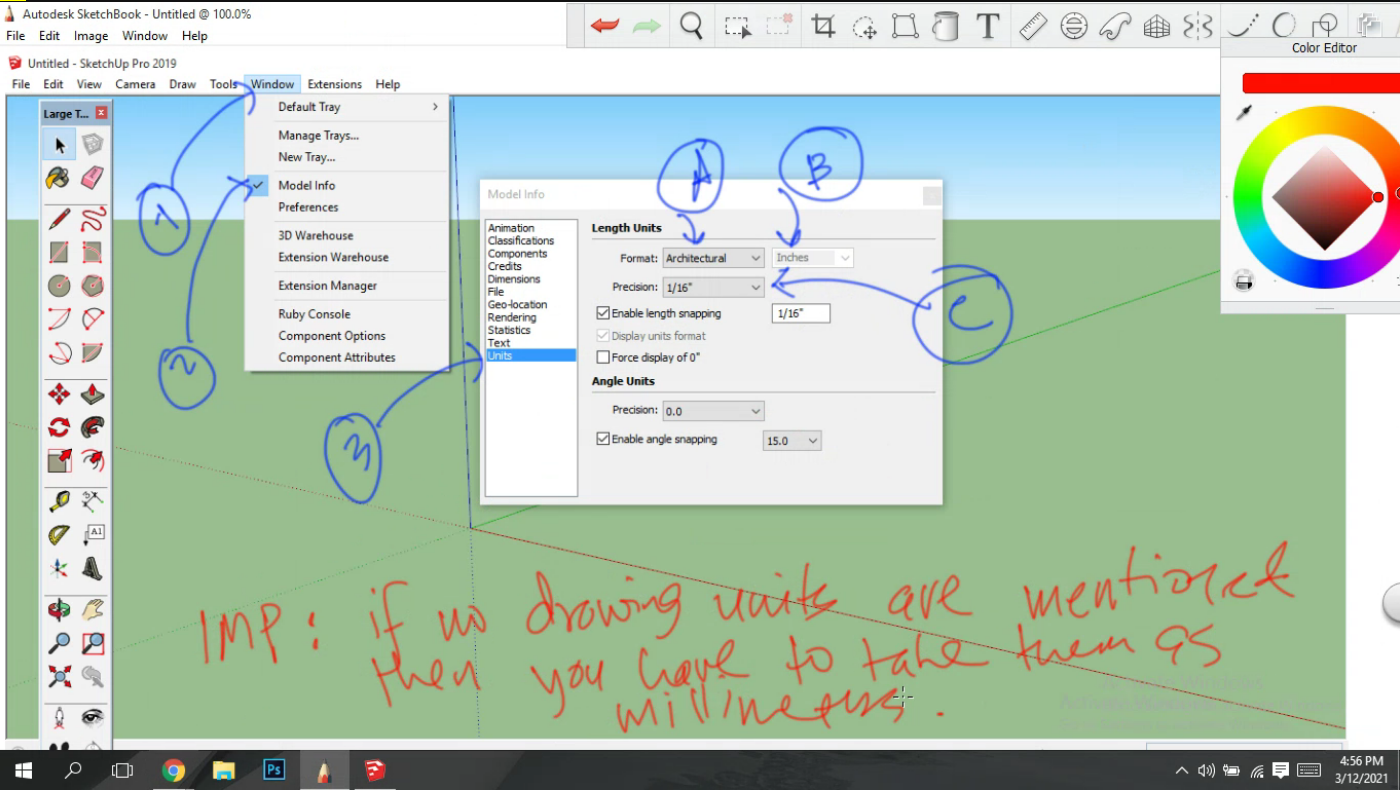 Autodesk SketchBook - Untitled @ 100.0%
File Edit Image Window Help
T
Color Editor
Untitled - SketchUp Pro 2019
File Edit View Camera Draw Tools Window Extensions Help
Large T...
Default Tray
Manage Trays...
New Tray...
Model Info
Preferences
3D Warehouse
Extension Warehouse
Extension Manager
Ruby Console
Component Options
Component Attributes
1
2
3
A
B
C
Model Info
Animation
Classifications
Components
Credits
Dimensions
File
Geo-location
Rendering
Statistics
Text
Units
Length Units
Format: Architectural Inches
Precision: 1/16"
Enable length snapping 1/16"
Display units format
Force display of 0"
Angle Units
Precision: 0.0
Enable angle snapping 15.0
A1
IMP: if no drawing units are mentioned
then you have to take them as
millimeters.
Ps
4:56 PM
3/12/2021